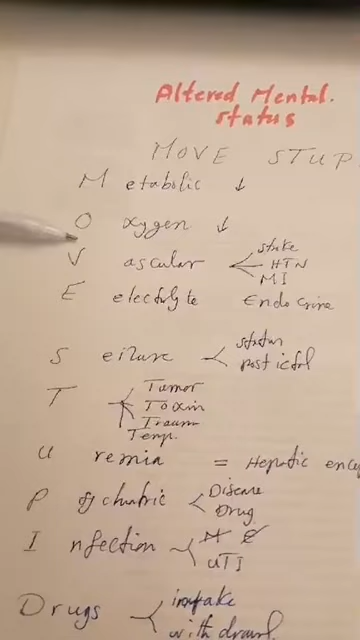 Altered Mental.
status
MOVE STUP
Metabolic ↓
Oxygen ↓
Vascular stroke
HTN
MI
E electrolyte Endocrine
Seizure status
post ictal
T Tumor
Toxin
Trauma
Temp.
Uremia = Hepatic ence
Psychiatric Disease
Drug
Infection
UTI
Drugs intake
withdrawl